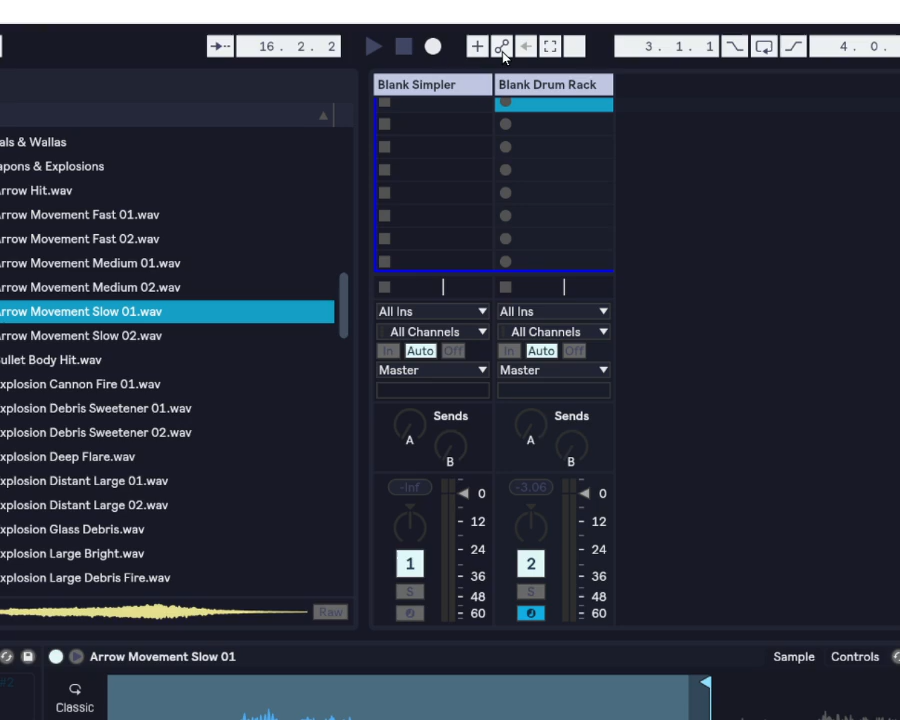 16. 2. 2
3. 1. 1
4. 0.
Blank Simpler
Blank Drum Rack
als & Wallas
apons & Explosions
rrow Hit.wav
rrow Movement Fast 01.wav
rrow Movement Fast 02.wav
rrow Movement Medium 01.wav
rrow Movement Medium 02.wav
rrow Movement Slow 01.wav
rrow Movement Slow 02.wav
ullet Body Hit.wav
xplosion Cannon Fire 01.wav
xplosion Debris Sweetener 01.wav
xplosion Debris Sweetener 02.wav
xplosion Deep Flare.wav
xplosion Distant Large 01.wav
xplosion Distant Large 02.wav
xplosion Glass Debris.wav
xplosion Large Bright.wav
xplosion Large Debris Fire.wav
Raw
All Ins
All Ins
All Channels
All Channels
In Auto Off
In Auto Off
Master
Master
Sends
Sends
A
B
A
B
-Inf
-3.06
0
12
24
36
48
60
0
12
24
36
48
60
1
2
S
S
#2
Arrow Movement Slow 01
Sample
Controls
Classic